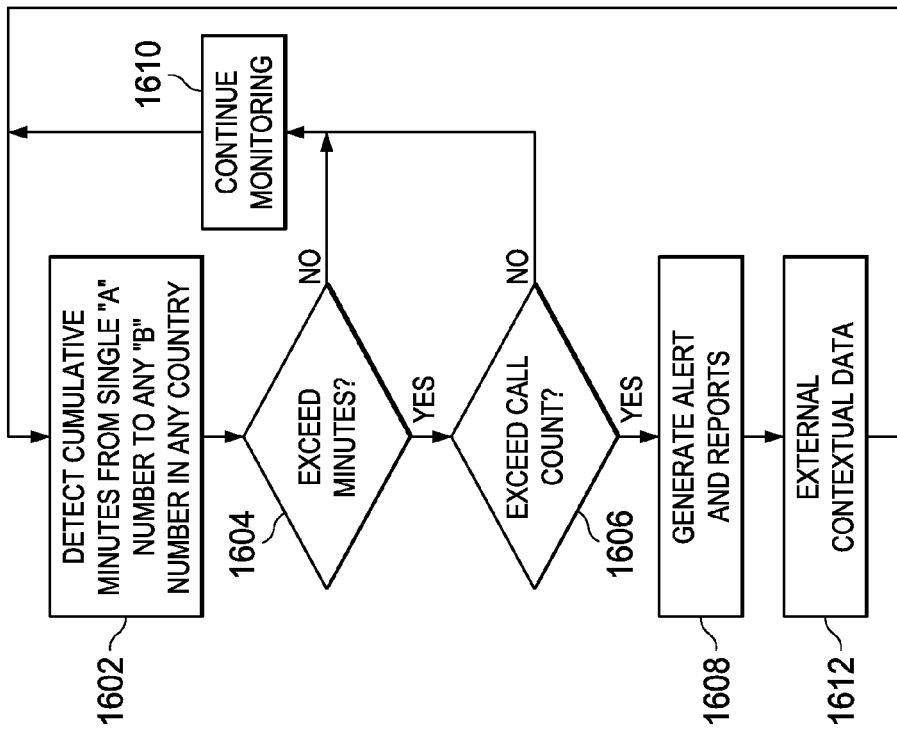 DETECT CUMULATIVE
MINUTES FROM SINGLE "A"
NUMBER TO ANY "B"
NUMBER IN ANY COUNTRY
1602
EXCEED
MINUTES?
1604
NO
YES
CONTINUE
MONITORING
1610
EXCEED CALL
COUNT?
1606
NO
YES
GENERATE ALERT
AND REPORTS
1608
EXTERNAL
CONTEXTUAL DATA
1612